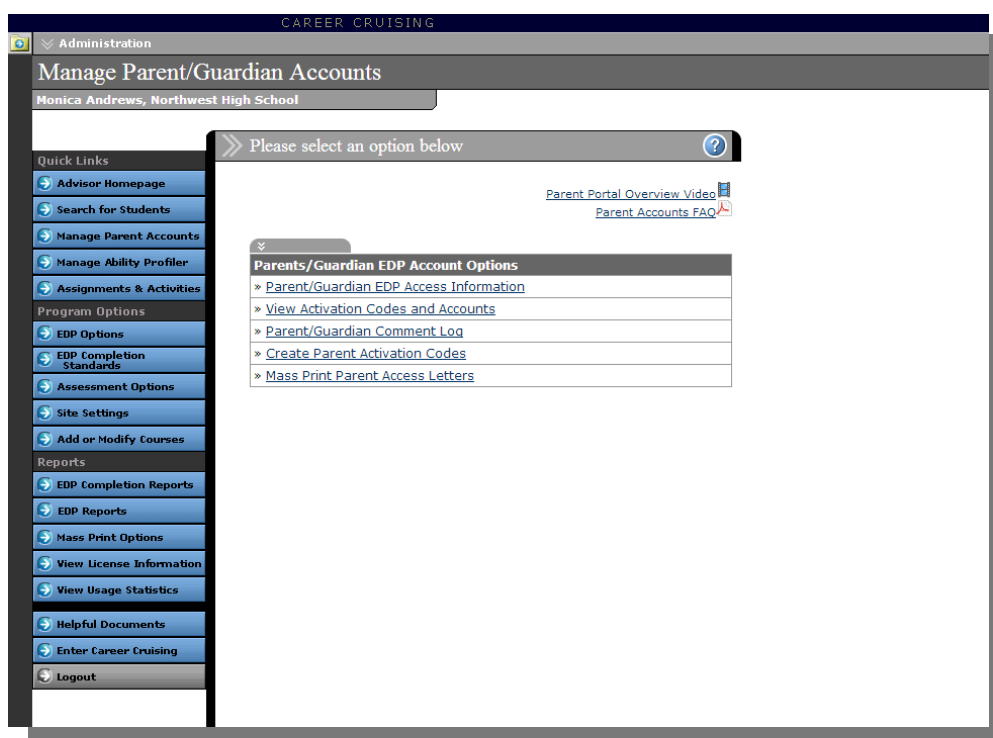 CAREER CRUISING
Administration
Manage Parent/Guardian Accounts
Monica Andrews, Northwest High School
Please select an option below
?
Quick Links
Advisor Homepage
Search for Students
Manage Parent Accounts
Manage Ability Profiler
Assignments & Activities
Program Options
EDP Options
EDP Completion
Standards
Assessment Options
Site Settings
Add or Modify Courses
Reports
EDP Completion Reports
EDP Reports
Mass Print Options
View License Information
View Usage Statistics
Helpful Documents
Enter Career Cruising
Logout
Parent Portal Overview Video
Parent Accounts FAQ
Parents/Guardian EDP Account Options
» Parent/Guardian EDP Access Information
» View Activation Codes and Accounts
» Parent/Guardian Comment Log
» Create Parent Activation Codes
» Mass Print Parent Access Letters